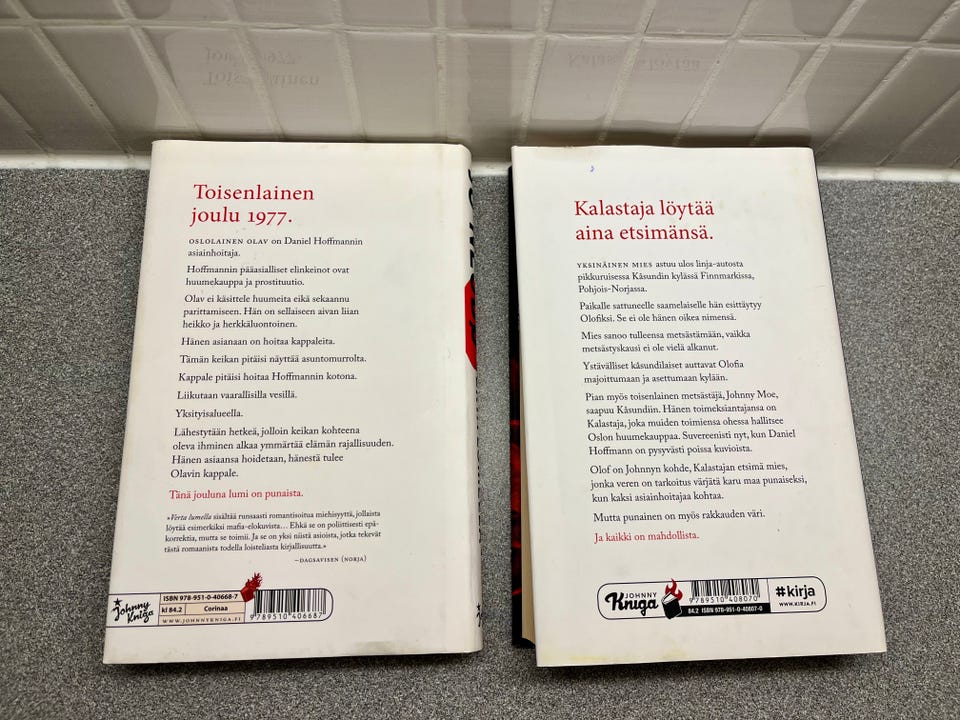 Toisenlainen
joulu 1977.
OSLOLAINEN OLAV on Daniel Hoffmannin
asiainhoitaja.
Hoffmannin pääasialliset elinkeinot ovat
huumekauppa ja prostituutio.
Olav ei käsittele huumeita eikä sekaannu
parittamiseen. Hän on sellaiseen aivan liian
heikko ja herkkäluontoinen.
Hänen asianaan on hoitaa kappaleita.
Tämän keikan pitäisi näyttää asuntomurrolta.
Kappale pitäisi hoitaa Hoffmannin kotona.
Liikutaan vaarallisilla vesillä.
Yksityisalueella.
Lähestytään hetkeä, jolloin keikan kohteena
oleva ihminen alkaa ymmärtää elämän rajallisuuden.
Hänen asiaansa hoidetaan, hänestä tulee
Olavin kappale.
Tänä jouluna lumi on punaista.
»Verta lumella sisältää runsaasti romantisoitua miehisyyttä, jollaista
löytää esimerkiksi mafia-elokuvista... Ehkä se on poliittisesti epä-
korrektia, mutta se toimii. Ja se on yksi niistä asioista, jotka tekevät
tästä romaanista todella loisteliasta kirjallisuutta.»
–DAGSAVISEN (NORJA)
Johnny
Kniga
ISBN 978-951-0-40668-7
kl 84.2 Corinaa
WWW.JOHNNYKNIGA.FI
9789510406687
Kalastaja löytää
aina etsimänsä.
YKSINÄINEN MIES astuu ulos linja-autosta
pikkuruisessa Kåsundin kylässä Finnmarkissa,
Pohjois-Norjassa.
Paikalle sattuneelle saamelaiselle hän esittäytyy
Olofiksi. Se ei ole hänen oikea nimensä.
Mies sanoo tulleensa metsästämään, vaikka
metsästyskausi ei ole vielä alkanut.
Ystävälliset kåsundilaiset auttavat Olofia
majoittumaan ja asettumaan kylään.
Pian myös toisenlainen metsästäjä, Johnny Moe,
saapuu Kåsundiin. Hänen toimeksiantajansa on
Kalastaja, joka muiden toimiensa ohessa hallitsee
Oslon huumekauppaa. Suvereenisti nyt, kun Daniel
Hoffmann on pysyvästi poissa kuvioista.
Olof on Johnnyn kohde, Kalastajan etsimä mies,
jonka veren on tarkoitus värjätä karu maa punaiseksi,
kun kaksi asiainhoitajaa kohtaa.
Mutta punainen on myös rakkauden väri.
Ja kaikki on mahdollista.
JOHNNY
Kniga
9789510408070
84.2 ISBN 978-951-0-40807-0
#kirja
WWW.KIRJA.FI